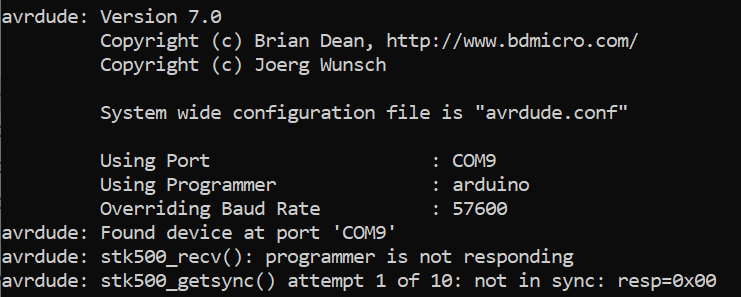 avrdude: Version 7.0
Copyright (c) Brian Dean, http://www.bdmicro.com/
Copyright (c) Joerg Wunsch
System wide configuration file is "avrdude.conf"
Using Port : COM9
Using Programmer : arduino
Overriding Baud Rate : 57600
avrdude: Found device at port 'COM9'
avrdude: stk500_recv(): programmer is not responding
avrdude: stk500_getsync() attempt 1 of 10: not in sync: resp=0x00